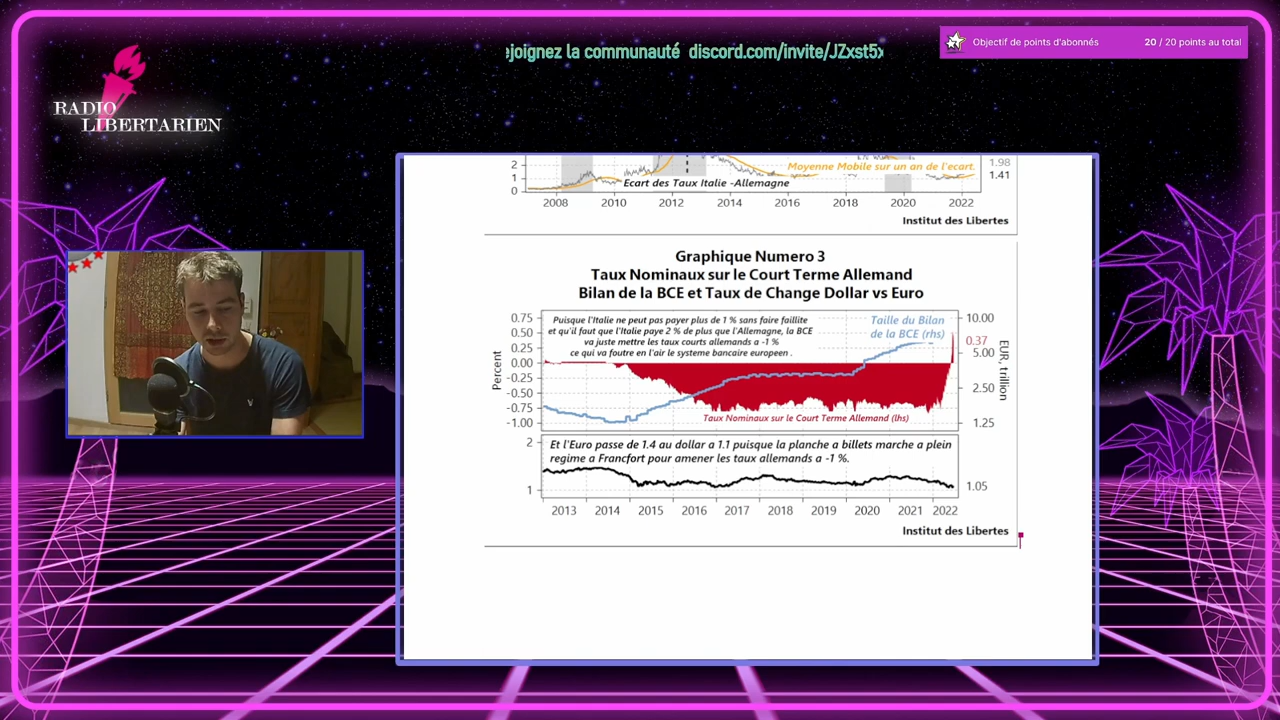 ejoignez la communauté discord.com/invite/JZxst5x
Objectif de points d'abonnés 20 / 20 points au total
RADIO
LIBERTARIEN
2
1
0
Moyenne Mobile sur un an de l'ecart.
Ecart des Taux Italie -Allemagne
1.98
1.41
2008 2010 2012 2014 2016 2018 2020 2022
Institut des Libertes
Graphique Numero 3
Taux Nominaux sur le Court Terme Allemand
Bilan de la BCE et Taux de Change Dollar vs Euro
Percent
0.75
0.50
0.25
0.00
-0.25
-0.50
-0.75
-1.00
Puisque l'Italie ne peut pas payer plus de 1 % sans faire faillite
et qu'il faut que l'Italie paye 2 % de plus que l'Allemagne, la BCE
va juste mettre les taux courts allemands a -1 %
ce qui va foutre en l'air le systeme bancaire europeen .
Taille du Bilan
de la BCE (rhs)
10.00
0.37
5.00
2.50
1.25
EUR, trillion
Taux Nominaux sur le Court Terme Allemand (lhs)
2
1
Et l'Euro passe de 1.4 au dollar a 1.1 puisque la planche a billets marche a plein
regime a Francfort pour amener les taux allemands a -1 %.
1.05
2013 2014 2015 2016 2017 2018 2019 2020 2021 2022
Institut des Libertes